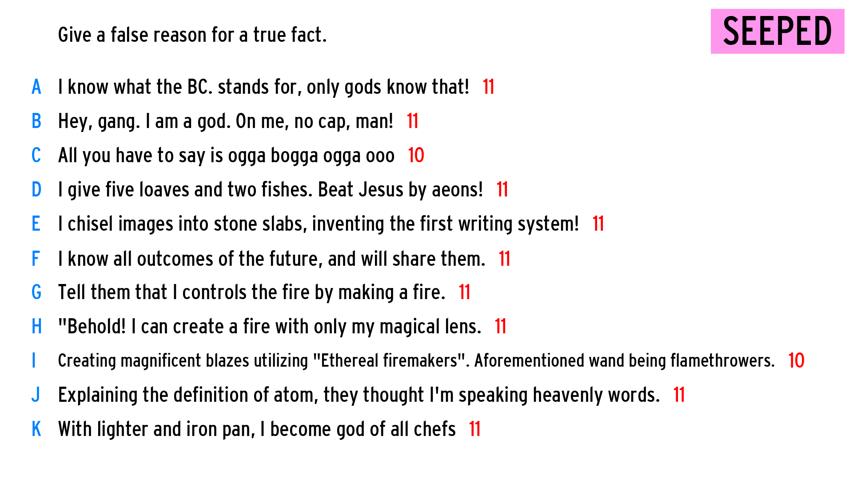 Give a false reason for a true fact.
SEEPED
A I know what the BC. stands for, only gods know that! 11
B Hey, gang. I am a god. On me, no cap, man! 11
C All you have to say is ogga bogga ogga ooo 10
D I give five loaves and two fishes. Beat Jesus by aeons! 11
E I chisel images into stone slabs, inventing the first writing system! 11
F I know all outcomes of the future, and will share them. 11
G Tell them that I controls the fire by making a fire. 11
H "Behold! I can create a fire with only my magical lens. 11
I Creating magnificent blazes utilizing "Ethereal firemakers". Aforementioned wand being flamethrowers. 10
J Explaining the definition of atom, they thought I'm speaking heavenly words. 11
K With lighter and iron pan, I become god of all chefs 11